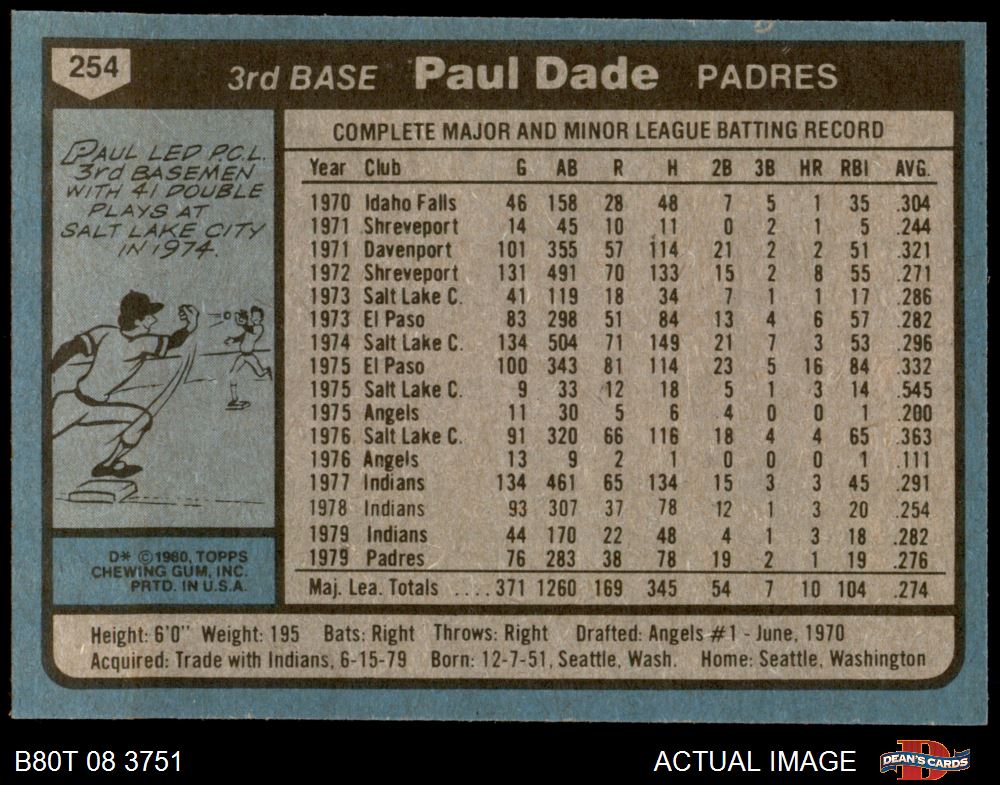 254
3rd BASE Paul Dade PADRES
PAUL LED P.C.L.
3rd BASEMEN
WITH 41 DOUBLE
PLAYS AT
SALT LAKE CITY
IN 1974.
D* ©1980, TOPPS
CHEWING GUM, INC.
PRTD. IN U.S.A.
COMPLETE MAJOR AND MINOR LEAGUE BATTING RECORD
Year Club G AB R H 2B 3B HR RBI AVG.
1970 Idaho Falls 46 158 28 48 7 5 1 35 .304
1971 Shreveport 14 45 10 11 0 2 1 5 .244
1971 Davenport 101 355 57 114 21 2 2 51 .321
1972 Shreveport 131 491 70 133 15 2 8 55 .271
1973 Salt Lake C. 41 119 18 34 7 1 1 17 .286
1973 El Paso 83 298 51 84 13 4 6 57 .282
1974 Salt Lake C. 134 504 71 149 21 7 3 53 .296
1975 El Paso 100 343 81 114 23 5 16 84 .332
1975 Salt Lake C. 9 33 12 18 5 1 3 14 .545
1975 Angels 11 30 5 6 4 0 0 1 .200
1976 Salt Lake C. 91 320 66 116 18 4 4 65 .363
1976 Angels 13 9 2 1 0 0 0 1 .111
1977 Indians 134 461 65 134 15 3 3 45 .291
1978 Indians 93 307 37 78 12 1 3 20 .254
1979 Indians 44 170 22 48 4 1 3 18 .282
1979 Padres 76 283 38 78 19 2 1 19 .276
Maj. Lea. Totals ....371 1260 169 345 54 7 10 104 .274
Height: 6'0" Weight: 195 Bats: Right Throws: Right Drafted: Angels #1 - June, 1970
Acquired: Trade with Indians, 6-15-79 Born: 12-7-51, Seattle, Wash. Home: Seattle, Washington
B80T 08 3751 ACTUAL IMAGE DEAN'S CARDS